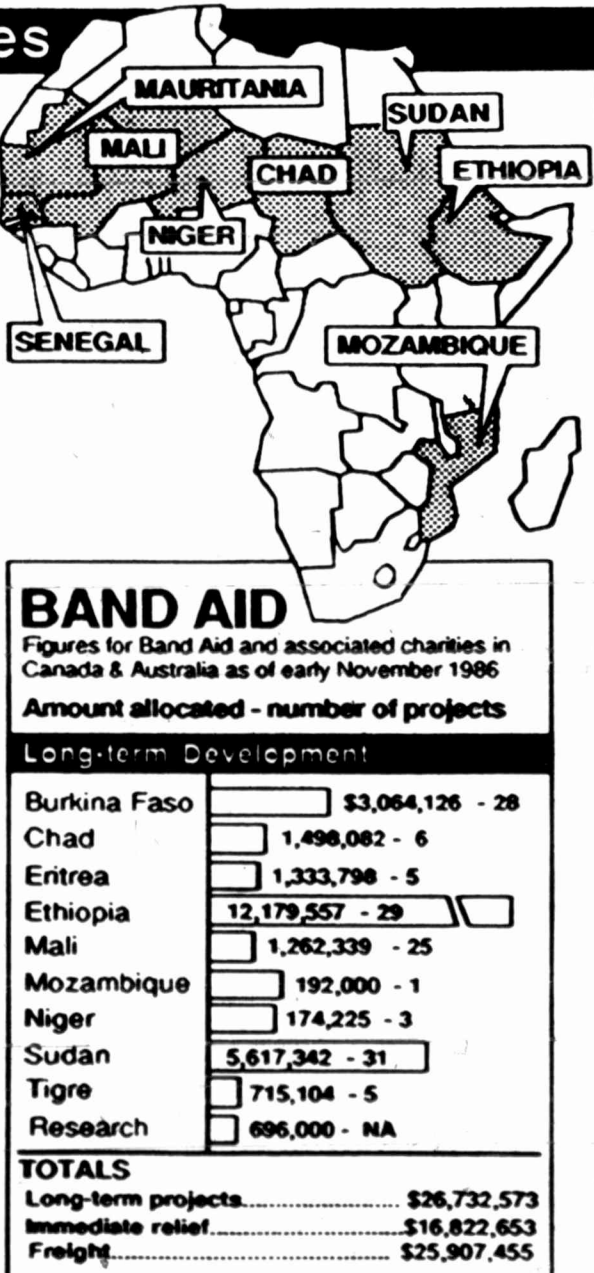 es
MAURITANIA
SUDAN
MALI
CHAD
ETHIOPIA
NIGER
SENEGAL
MOZAMBIQUE
BAND AID
Figures for Band Aid and associated charities in
Canada & Australia as of early November 1986
Amount allocated - number of projects
Long-term Development
Burkina Faso $3,064,126 - 28
Chad 1,498,082 - 6
Eritrea 1,333,798 - 5
Ethiopia 12,179,557 - 29
Mali 1,262,339 - 25
Mozambique 192,000 - 1
Niger 174,225 - 3
Sudan 5,617,342 - 31
Tigre 715,104 - 5
Research 696,000 - NA
TOTALS
Long-term projects........................ $26,732,573
Immediate relief.............................$16,822,653
Freight.......................................... $25,907,455